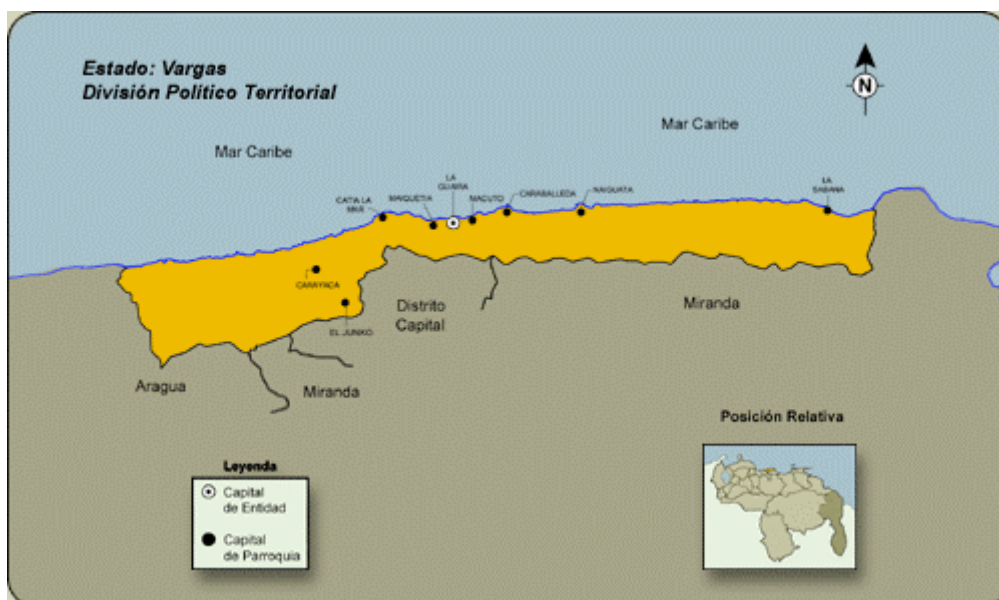 Estado: Vargas
División Politico Territorial
N
Mar Caribe
Mar Caribe
LA
GUAIRA
CATIA LA
MAR
MAIQUETIA
MACUTO
CARABALLEDA
NAIGUATA
LA
SABANA
CARAYACA
EL JUNKO
Distrito
Capital
Miranda
Aragua
Miranda
Posición Relativa
Leyenda
Capital
de Entidad
Capital
de Parroquia